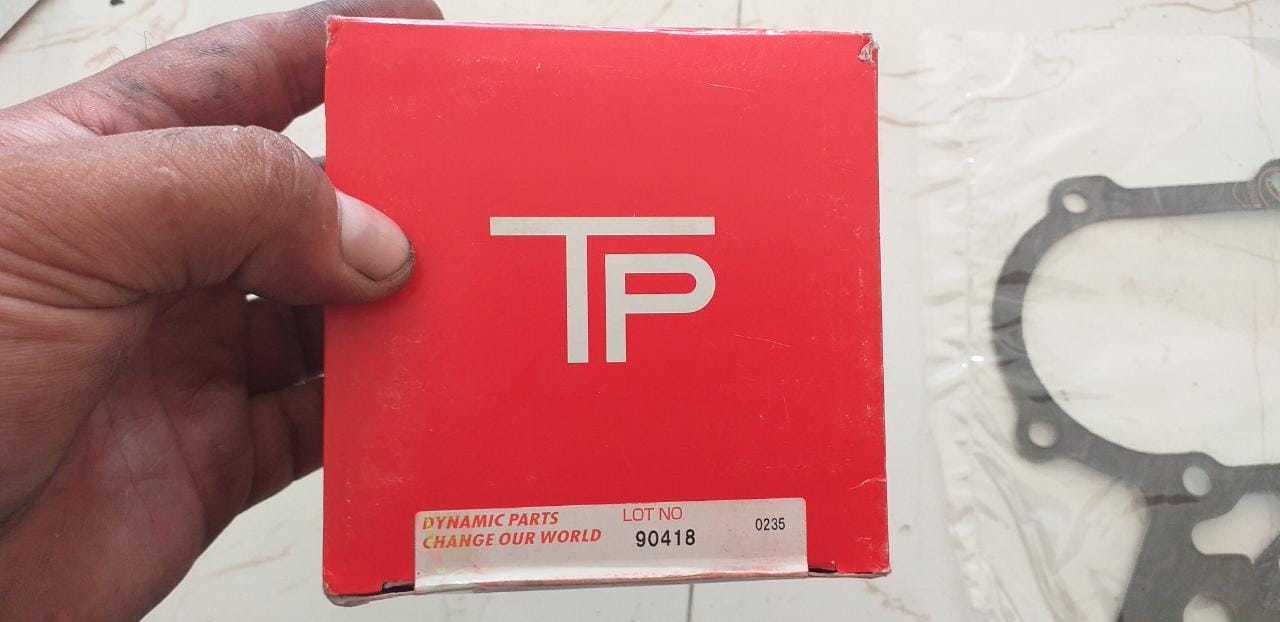 TP
DYNAMIC PARTS
CHANGE OUR WORLD
LOT NO.
90418
0235